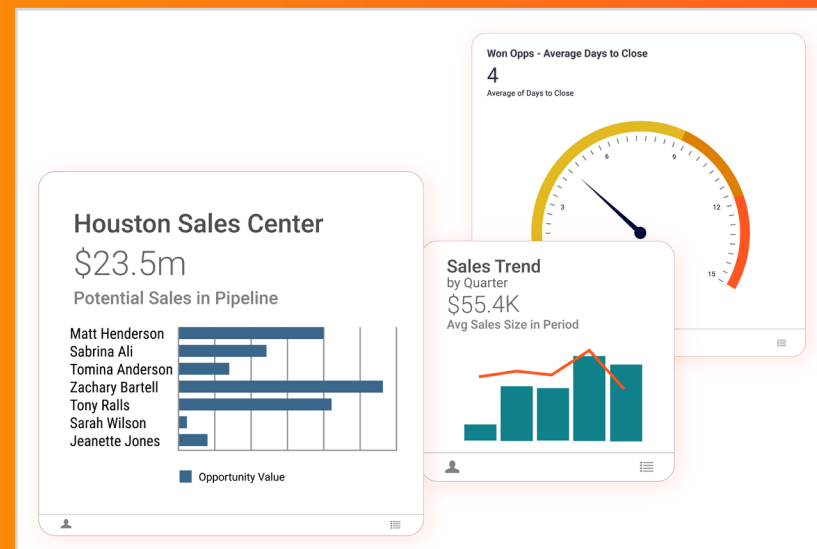 Won Opps - Average Days to Close
4
Average of Days to Close
3
6
9
12
15
Houston Sales Center
$23.5m
Potential Sales in Pipeline
Matt Henderson
Sabrina Ali
Tomina Anderson
Zachary Bartell
Tony Ralls
Sarah Wilson
Jeanette Jones
Opportunity Value
Sales Trend
by Quarter
$55.4K
Avg Sales Size in Period